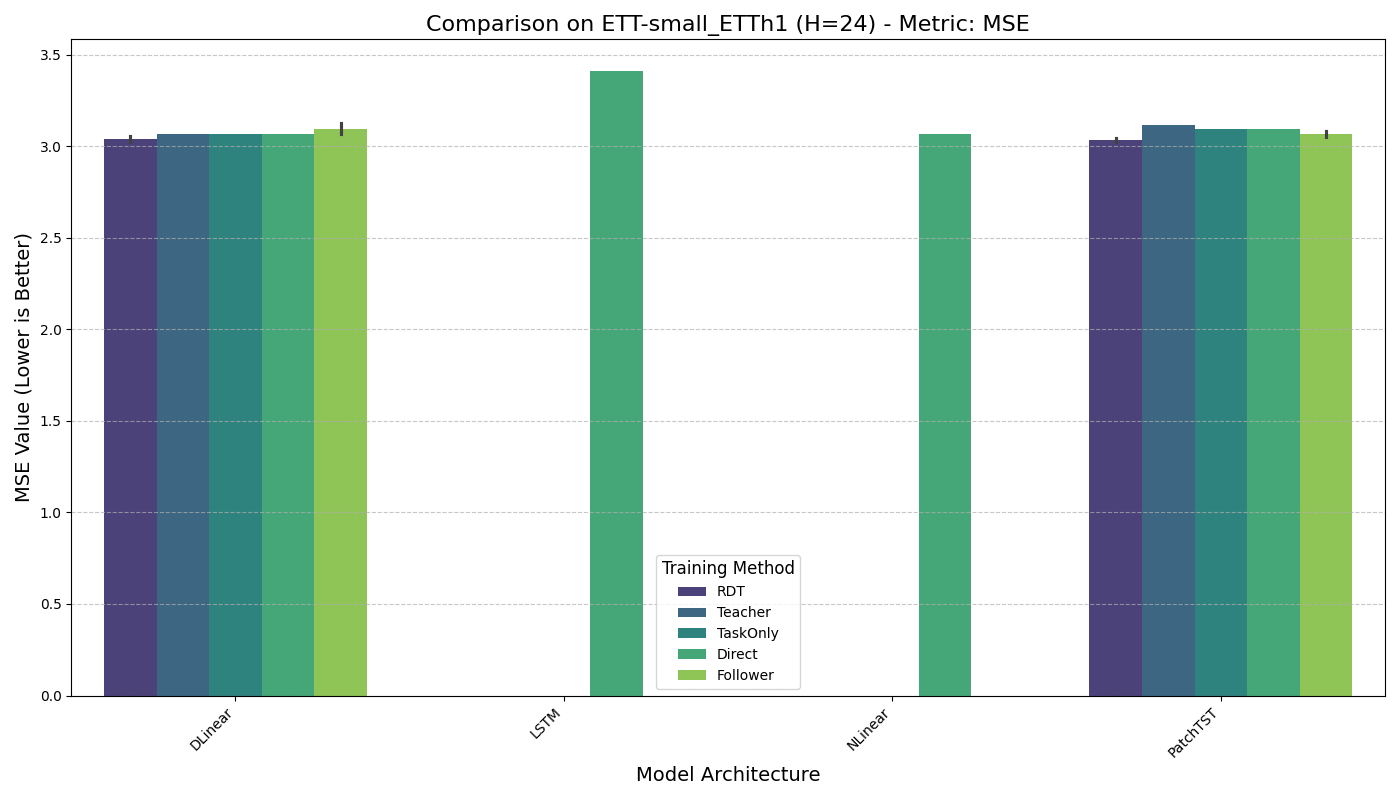 Comparison on ETT-small_ETTh1 (H=24) - Metric: MSE
MSE Value (Lower is Better)
3.5
3.0
2.5
2.0
1.5
1.0
0.5
0.0
Training Method
RDT
Teacher
TaskOnly
Direct
Follower
DLinear
LSTM
NLinear
PatchTST
Model Architecture